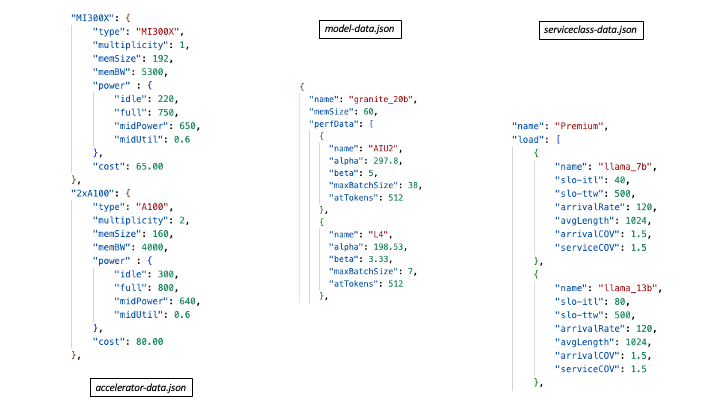 "MI300X": {
"type": "MI300X",
"multiplicity": 1,
"memSize": 192,
"memBW": 5300,
"power" : {
"idle": 220,
"full": 750,
"midPower": 650,
"midUtil": 0.6
},
"cost": 65.00
},
"2xA100": {
"type": "A100",
"multiplicity": 2,
"memSize": 160,
"memBW": 4000,
"power" : {
"idle": 300,
"full": 800,
"midPower": 640,
"midUtil": 0.6
},
"cost": 80.00
},
accelerator-data.json
model-data.json
{
"name": "granite_20b",
"memSize": 60,
"perfData": [
{
"name": "AIU2",
"alpha": 297.8,
"beta": 5,
"maxBatchSize": 38,
"atTokens": 512
},
{
"name": "L4",
"alpha": 198.53,
"beta": 3.33,
"maxBatchSize": 7,
"atTokens": 512
},
serviceclass-data.json
"name": "Premium",
"load": [
{
"name": "llama_7b",
"slo-itl": 40,
"slo-ttw": 500,
"arrivalRate": 120,
"avgLength": 1024,
"arrivalCOV": 1.5,
"serviceCOV": 1.5
},
{
"name": "llama_13b",
"slo-itl": 80,
"slo-ttw": 500,
"arrivalRate": 120,
"avgLength": 1024,
"arrivalCOV": 1.5,
"serviceCOV": 1.5
},